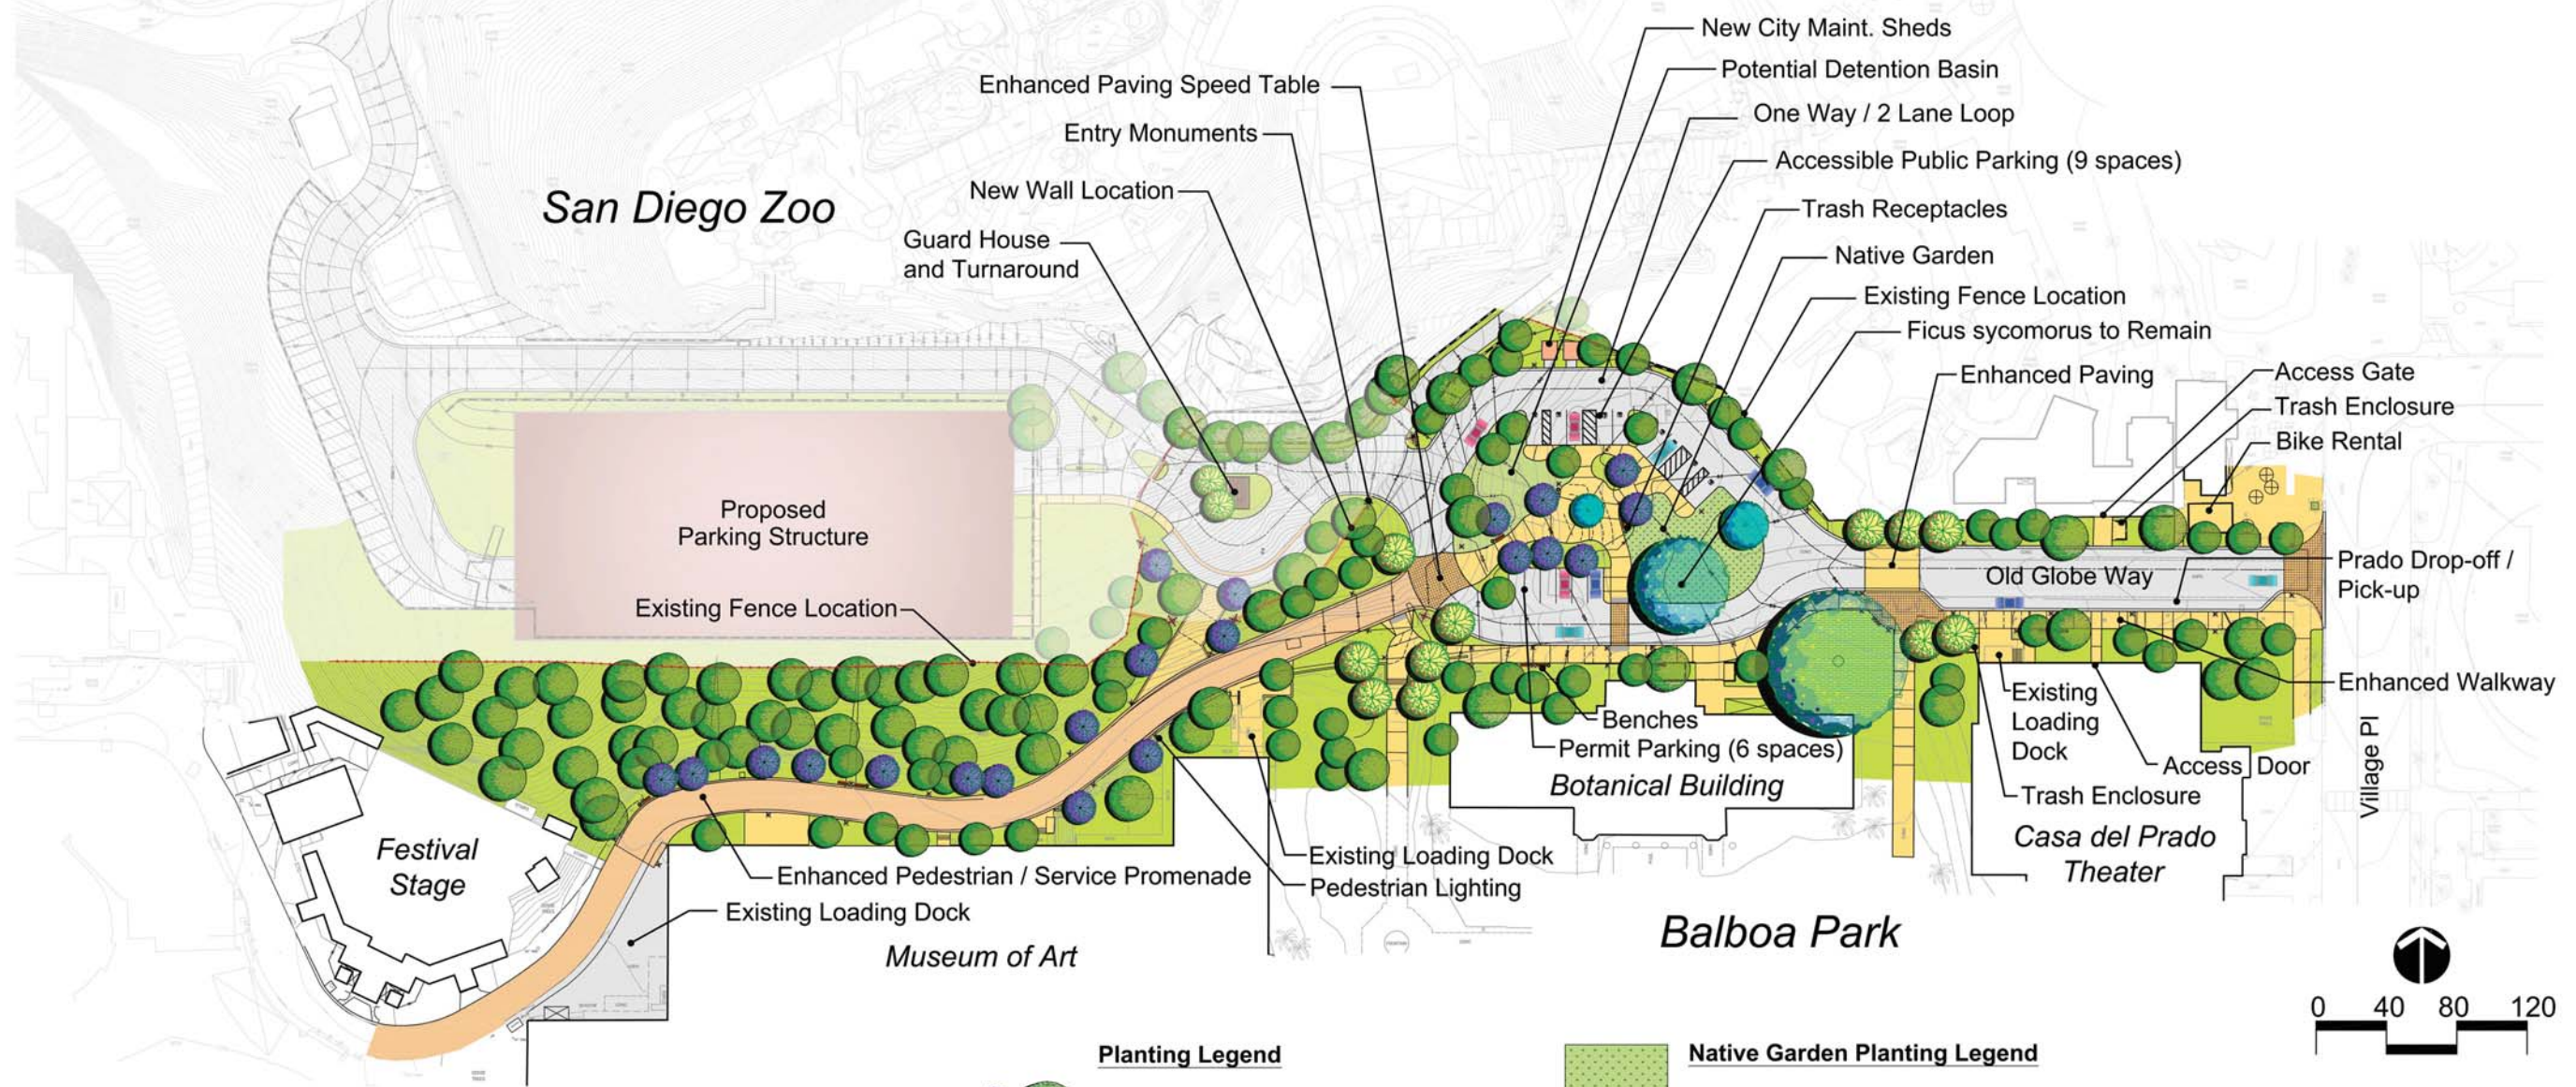 New City Maint. Sheds
Potential Detention Basin
One Way / 2 Lane Loop
Accessible Public Parking (9 spaces)
Trash Receptacles
Native Garden
Existing Fence Location
Ficus sycomorus to Remain
Enhanced Paving
Access Gate
Trash Enclosure
Bike Rental
Enhanced Paving Speed Table
Entry Monuments
New Wall Location
Guard House
and Turnaround
San Diego Zoo
Proposed
Parking Structure
Existing Fence Location
Old Globe Way
Prado Drop-off /
Pick-up
Enhanced Walkway
Village Pl
Existing
Loading
Dock
Access Door
Trash Enclosure
Casa del Prado
Theater
Benches
Permit Parking (6 spaces)
Botanical Building
Existing Loading Dock
Pedestrian Lighting
Festival
Stage
Enhanced Pedestrian / Service Promenade
Existing Loading Dock
Museum of Art
Balboa Park
0 40 80 120
Planting Legend
Native Garden Planting Legend